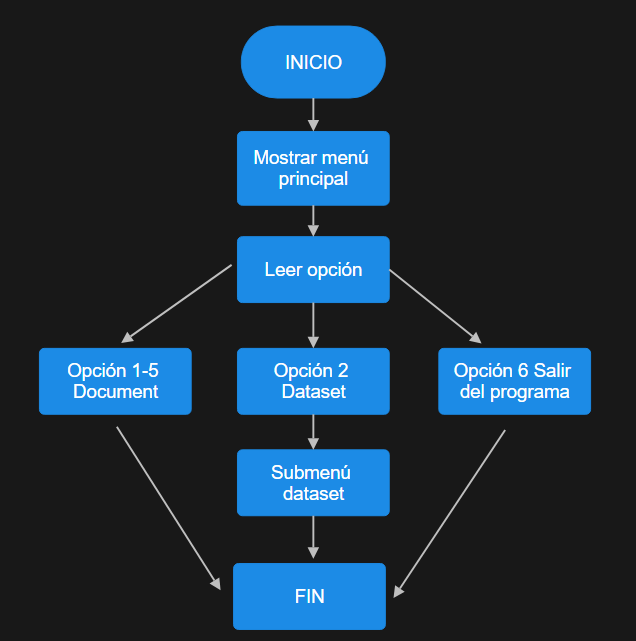 INICIO
Mostrar menú
principal
Leer opción
Opción 1-5
Document
Opción 2
Dataset
Opción 6 Salir
del programa
Submenú
dataset
FIN